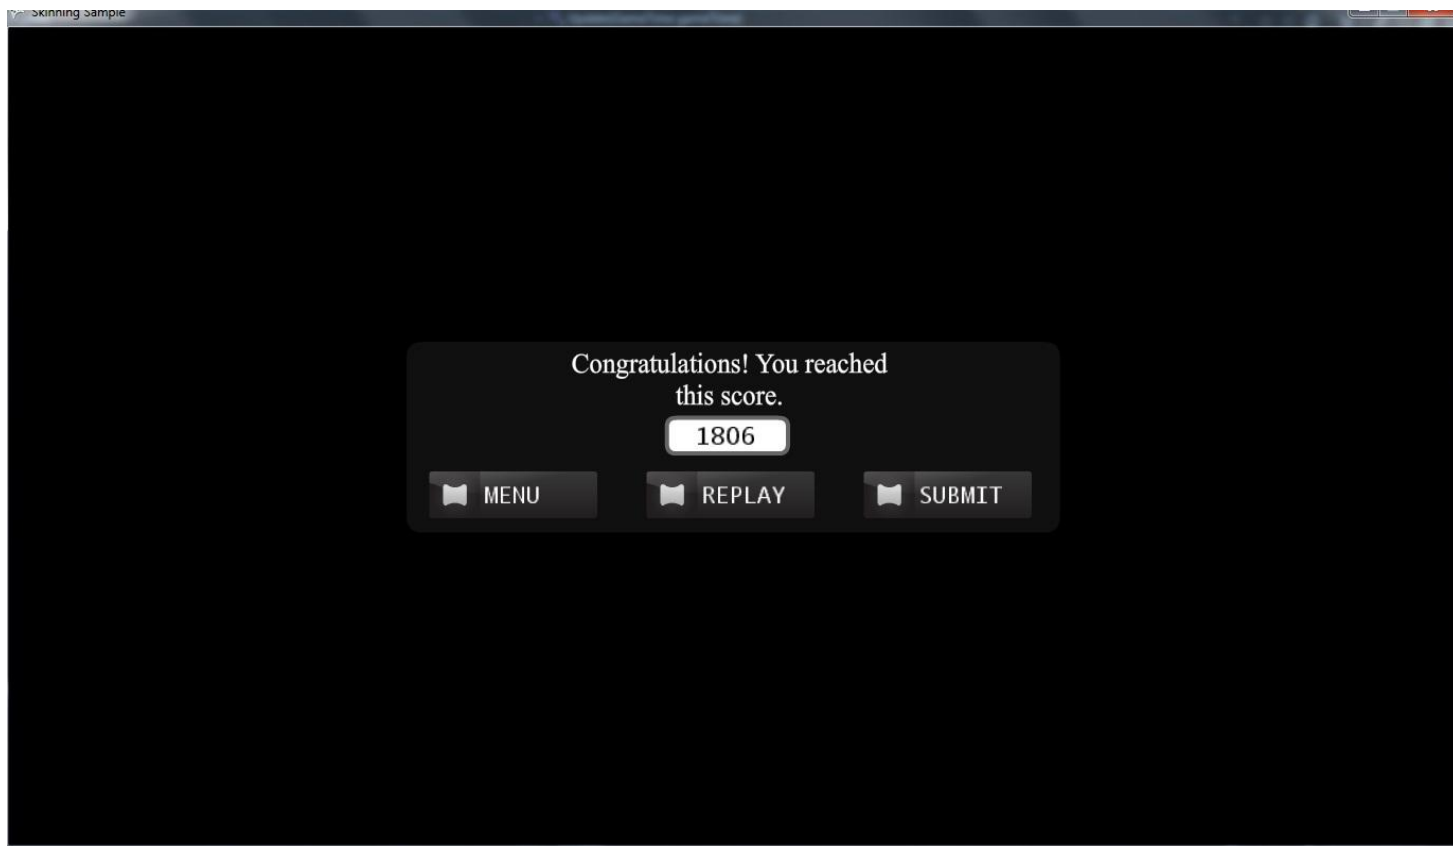 Skinning Sample
Congratulations! You reached
this score.
1806
MENU
REPLAY
SUBMIT